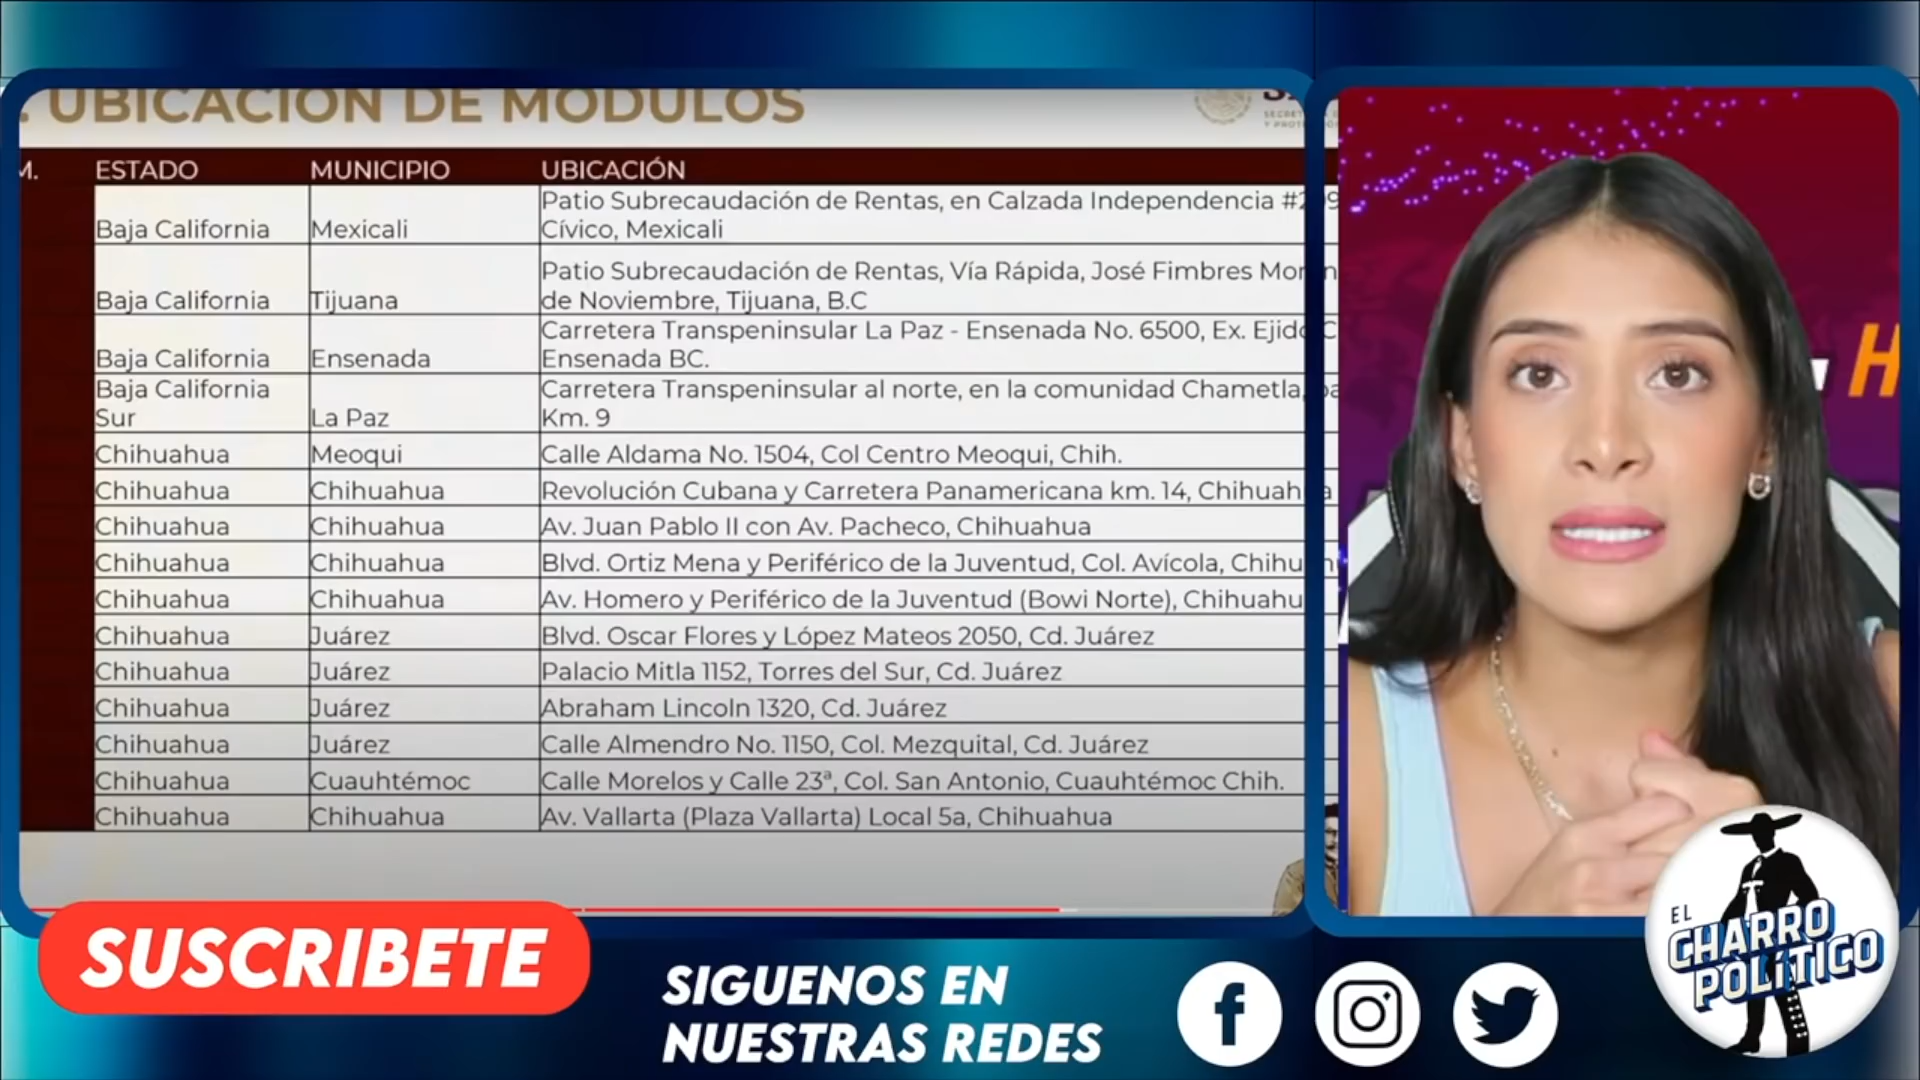 . UBICACIÓN DE MÓDULOS
M. ESTADO MUNICIPIO UBICACIÓN
Baja California Mexicali Patio Subrecaudación de Rentas, en Calzada Independencia
Cívico, Mexicali
Baja California Tijuana Patio Subrecaudación de Rentas, Vía Rápida, José Fimbres
de Noviembre, Tijuana, B.C
Baja California Ensenada Carretera Transpeninsular La Paz - Ensenada No. 6500, Ex. Ejido
Ensenada BC.
Baja California Sur La Paz Carretera Transpeninsular al norte, en la comunidad Chametla,
Km. 9
Chihuahua Meoqui Calle Aldama No. 1504, Col Centro Meoqui, Chih.
Chihuahua Chihuahua Revolución Cubana y Carretera Panamericana km. 14, Chihuahua
Chihuahua Chihuahua Av. Juan Pablo II con Av. Pacheco, Chihuahua
Chihuahua Chihuahua Blvd. Ortiz Mena y Periférico de la Juventud, Col. Avícola, Chihu
Chihuahua Chihuahua Av. Homero y Periférico de la Juventud (Bowi Norte), Chihuahu
Chihuahua Juárez Blvd. Oscar Flores y López Mateos 2050, Cd. Juárez
Chihuahua Juárez Palacio Mitla 1152, Torres del Sur, Cd. Juárez
Chihuahua Juárez Abraham Lincoln 1320, Cd. Juárez
Chihuahua Juárez Calle Almendro No. 1150, Col. Mezquital, Cd. Juárez
Chihuahua Cuauhtémoc Calle Morelos y Calle 23ª, Col. San Antonio, Cuauhtémoc Chih.
Chihuahua Chihuahua Av. Vallarta (Plaza Vallarta) Local 5a, Chihuahua
H
SUSCRIBETE
SIGUENOS EN
NUESTRAS REDES
EL
CHARRO
POLÍTICO